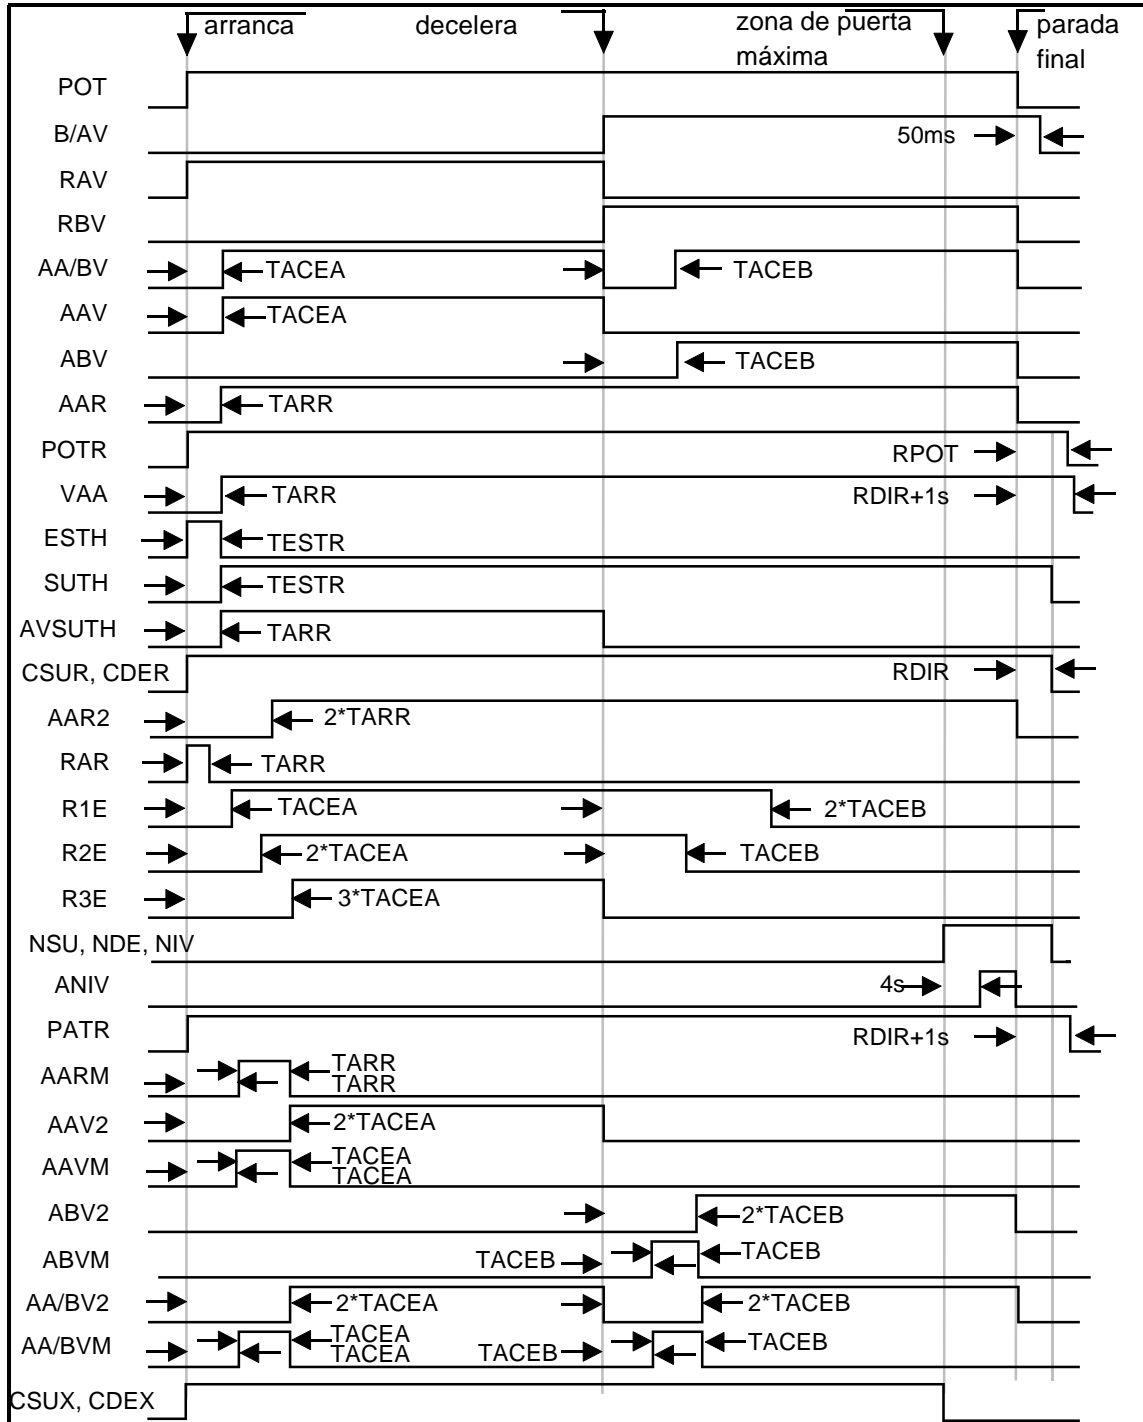 arranca decelera zona de puerta parada
máxima final
POT
B/AV 50ms
RAV
RBV
AA/BV TACEA TACEB
AAV TACEA
ABV TACEB
AAR TARR
POTR RPOT
VAA TARR RDIR+1s
ESTH TESTR
SUTH TESTR
AVSUTH TARR
CSUR, CDER RDIR
AAR2 2*TARR
RAR TARR
R1E TACEA 2*TACEB
R2E 2*TACEA TACEB
R3E 3*TACEA
NSU, NDE, NIV
ANIV 4s
PATR RDIR+1s
TARR
AARM TARR
AAV2 2*TACEA
TACEA
AAVM TACEA
ABV2 2*TACEB
ABVM TACEB TACEB
AA/BV2 2*TACEA 2*TACEB
TACEA
AA/BVM TACEA TACEB TACEB
CSUX, CDEX